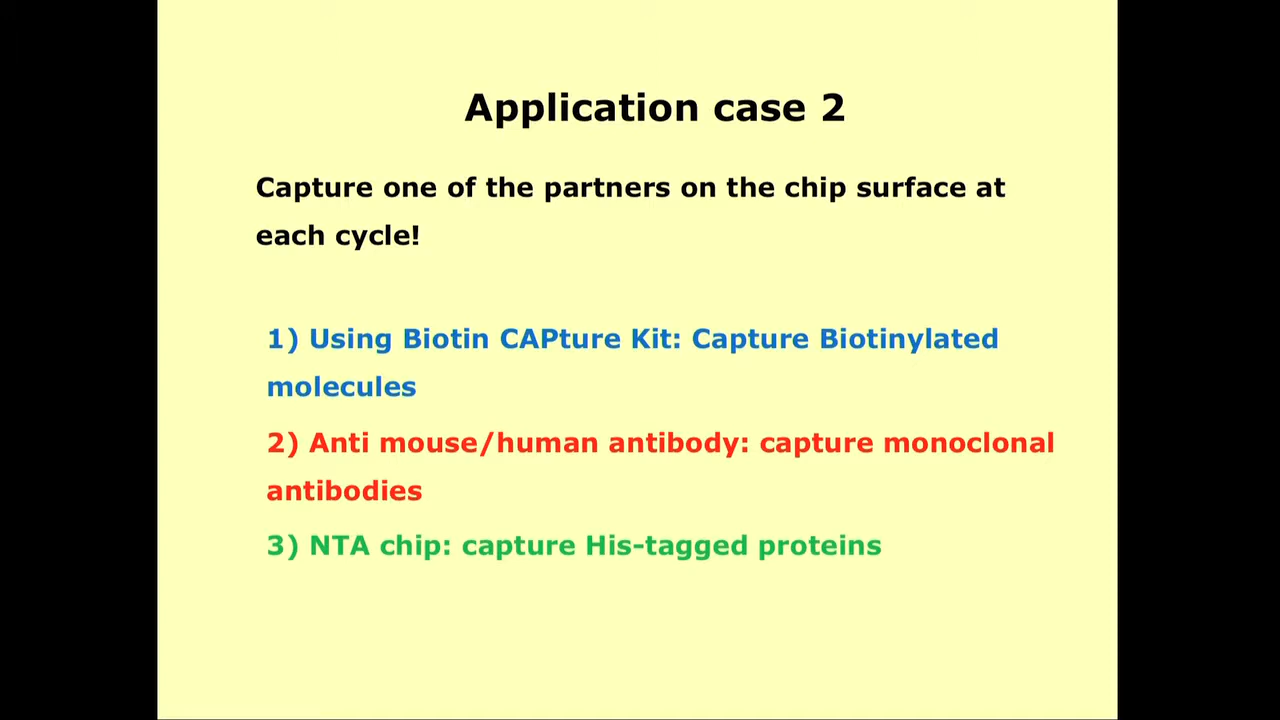 Application case 2
Capture one of the partners on the chip surface at
each cycle!
1) Using Biotin CAPture Kit: Capture Biotinylated
molecules
2) Anti mouse/human antibody: capture monoclonal
antibodies
3) NTA chip: capture His-tagged proteins